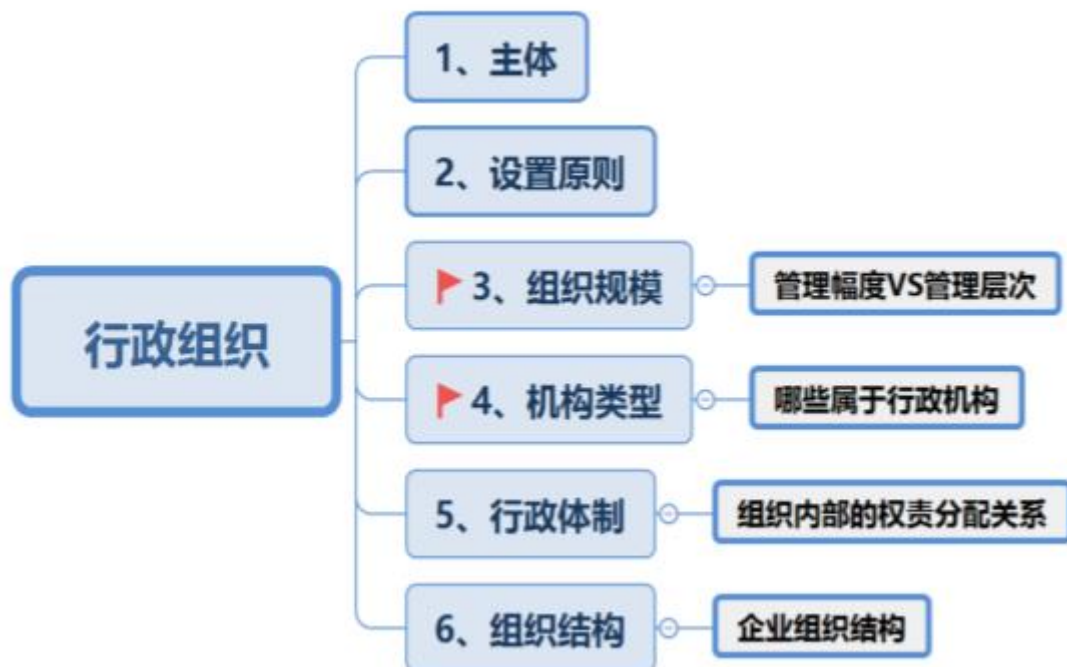 行政组织
1、主体
2、设置原则
3、组织规模
管理幅度VS管理层次
4、机构类型
哪些属于行政机构
5、行政体制
组织内部的权责分配关系
6、组织结构
企业组织结构